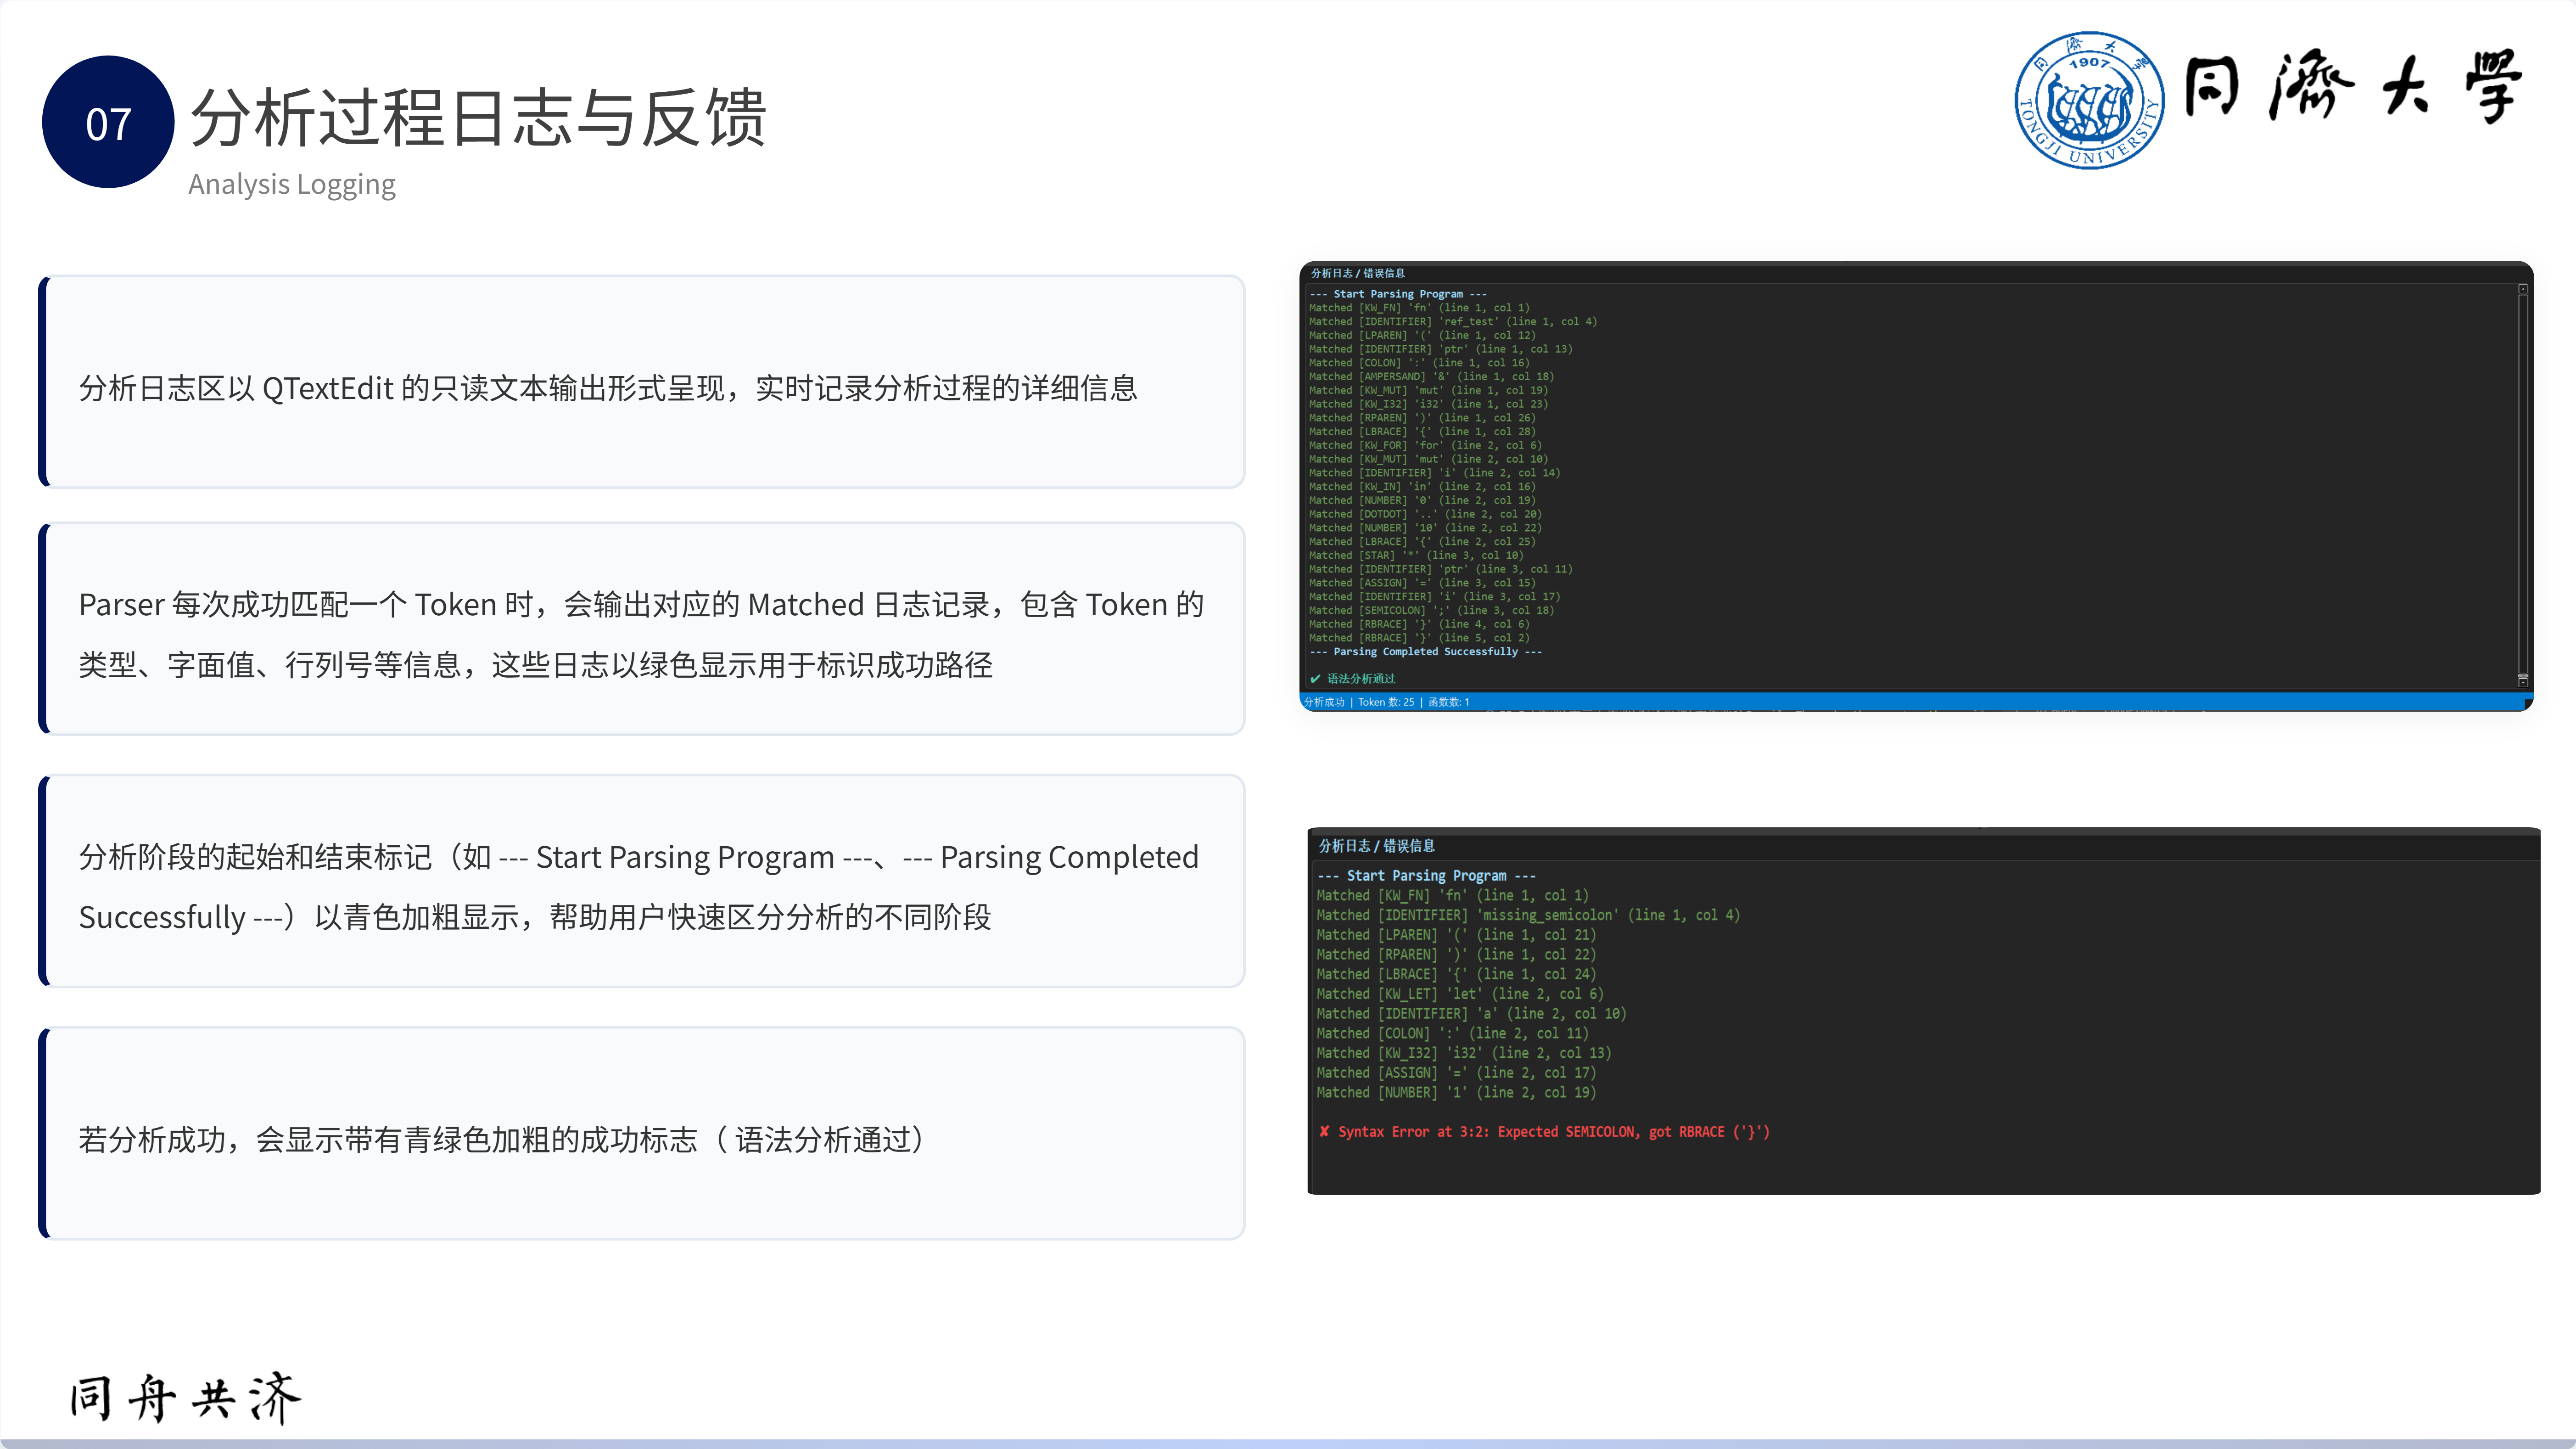 07
分析过程日志与反馈
Analysis Logging
同濟大學
1907
TONGJI UNIVERSITY
同濟大學
分析日志区以 QTextEdit 的只读文本输出形式呈现，实时记录分析过程的详细信息
Parser 每次成功匹配一个 Token 时，会输出对应的 Matched 日志记录，包含 Token 的
类型、字面值、行列号等信息，这些日志以绿色显示用于标识成功路径
分析阶段的起始和结束标记（如 --- Start Parsing Program ---、--- Parsing Completed
Successfully ---）以青色加粗显示，帮助用户快速区分分析的不同阶段
若分析成功，会显示带有青绿色加粗的成功标志（ 语法分析通过）
分析日志 / 错误信息
--- Start Parsing Program ---
Matched [KW_FN] 'fn' (line 1, col 1)
Matched [IDENTIFIER] 'ref_test' (line 1, col 4)
Matched [LPAREN] '(' (line 1, col 12)
Matched [IDENTIFIER] 'ptr' (line 1, col 13)
Matched [COLON] ':' (line 1, col 16)
Matched [AMPERSAND] '&' (line 1, col 18)
Matched [KW_MUT] 'mut' (line 1, col 19)
Matched [KW_I32] 'i32' (line 1, col 23)
Matched [RPAREN] ')' (line 1, col 26)
Matched [LBRACE] '{' (line 1, col 28)
Matched [KW_FOR] 'for' (line 2, col 6)
Matched [KW_MUT] 'mut' (line 2, col 10)
Matched [IDENTIFIER] 'i' (line 2, col 14)
Matched [KW_IN] 'in' (line 2, col 16)
Matched [NUMBER] '0' (line 2, col 19)
Matched [DOTDOT] '..' (line 2, col 20)
Matched [NUMBER] '10' (line 2, col 22)
Matched [LBRACE] '{' (line 2, col 25)
Matched [STAR] '*' (line 3, col 10)
Matched [IDENTIFIER] 'ptr' (line 3, col 11)
Matched [ASSIGN] '=' (line 3, col 15)
Matched [IDENTIFIER] 'i' (line 3, col 17)
Matched [SEMICOLON] ';' (line 3, col 18)
Matched [RBRACE] '}' (line 4, col 6)
Matched [RBRACE] '}' (line 5, col 2)
--- Parsing Completed Successfully ---
✔ 语法分析通过
分析成功 | Token 数: 25 | 函数数: 1
分析日志 / 错误信息
--- Start Parsing Program ---
Matched [KW_FN] 'fn' (line 1, col 1)
Matched [IDENTIFIER] 'missing_semicolon' (line 1, col 4)
Matched [LPAREN] '(' (line 1, col 21)
Matched [RPAREN] ')' (line 1, col 22)
Matched [LBRACE] '{' (line 1, col 24)
Matched [KW_LET] 'let' (line 2, col 6)
Matched [IDENTIFIER] 'a' (line 2, col 10)
Matched [COLON] ':' (line 2, col 11)
Matched [KW_I32] 'i32' (line 2, col 13)
Matched [ASSIGN] '=' (line 2, col 17)
Matched [NUMBER] '1' (line 2, col 19)
✘ Syntax Error at 3:2: Expected SEMICOLON, got RBRACE ('}')
同舟共济